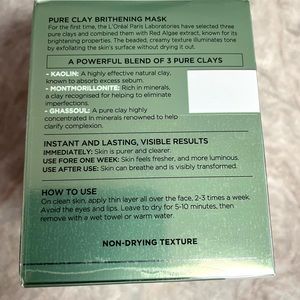 PURE CLAY BRITHENING MASK
For the first time, the L'Oréal Paris Laboratories have selected three
pure clays and combined them with Red Algae extract, known for
its brightening properties. The beaded, creamy texture illuminates tone
by exfoliating the skin's surface without drying it out.
A POWERFUL BLEND OF 3 PURE CLAYS
- KAOLIN: A highly effective natural clay,
known to absorb excess sebum.
- MONTMORILLONITE: Rich in minerals,
a clay recognised for helping to eliminate
imperfections.
- GHASSOUL: A pure clay highly
concentrated In minerals renowned to help
clarify complexion.
INSTANT AND LASTING, VISIBLE RESULTS
IMMEDIATELY: Skin is purer and clearer.
USE FORE ONE WEEK: Skin feels fresher, and more luminous.
USE AFTER USE: Skin can breathe and is visibly transformed.
HOW TO USE
On clean skin, apply thin layer all over the face, 2-3 times a week.
Avoid the eyes and lips. Leave to dry for 5-10 minutes, then
remove with a wet towel or warm water.
NON-DRYING TEXTURE